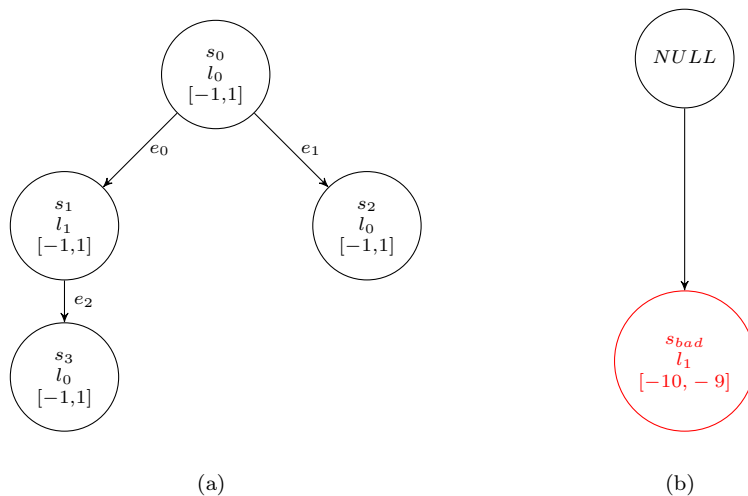 s₀
l₀
[−1,1]
e₀
e₁
s₁
l₁
[−1,1]
s₂
l₀
[−1,1]
e₂
s₃
l₀
[−1,1]
(a)
NULL
s_bad
l₁
[−10, − 9]
(b)